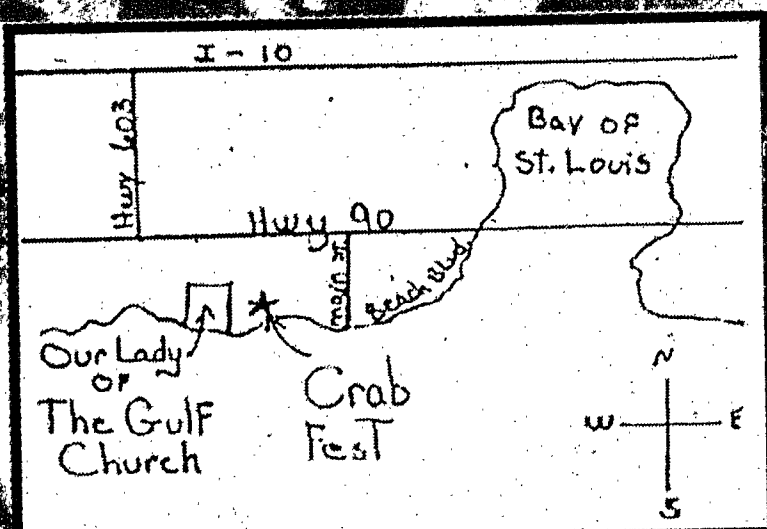 I-10
Hwy 603
Bay of
St. Louis
Hwy 90
main st
Beach Blvd.
Our Lady
OF
The Gulf
Church
Crab
Fest
N
W E
S